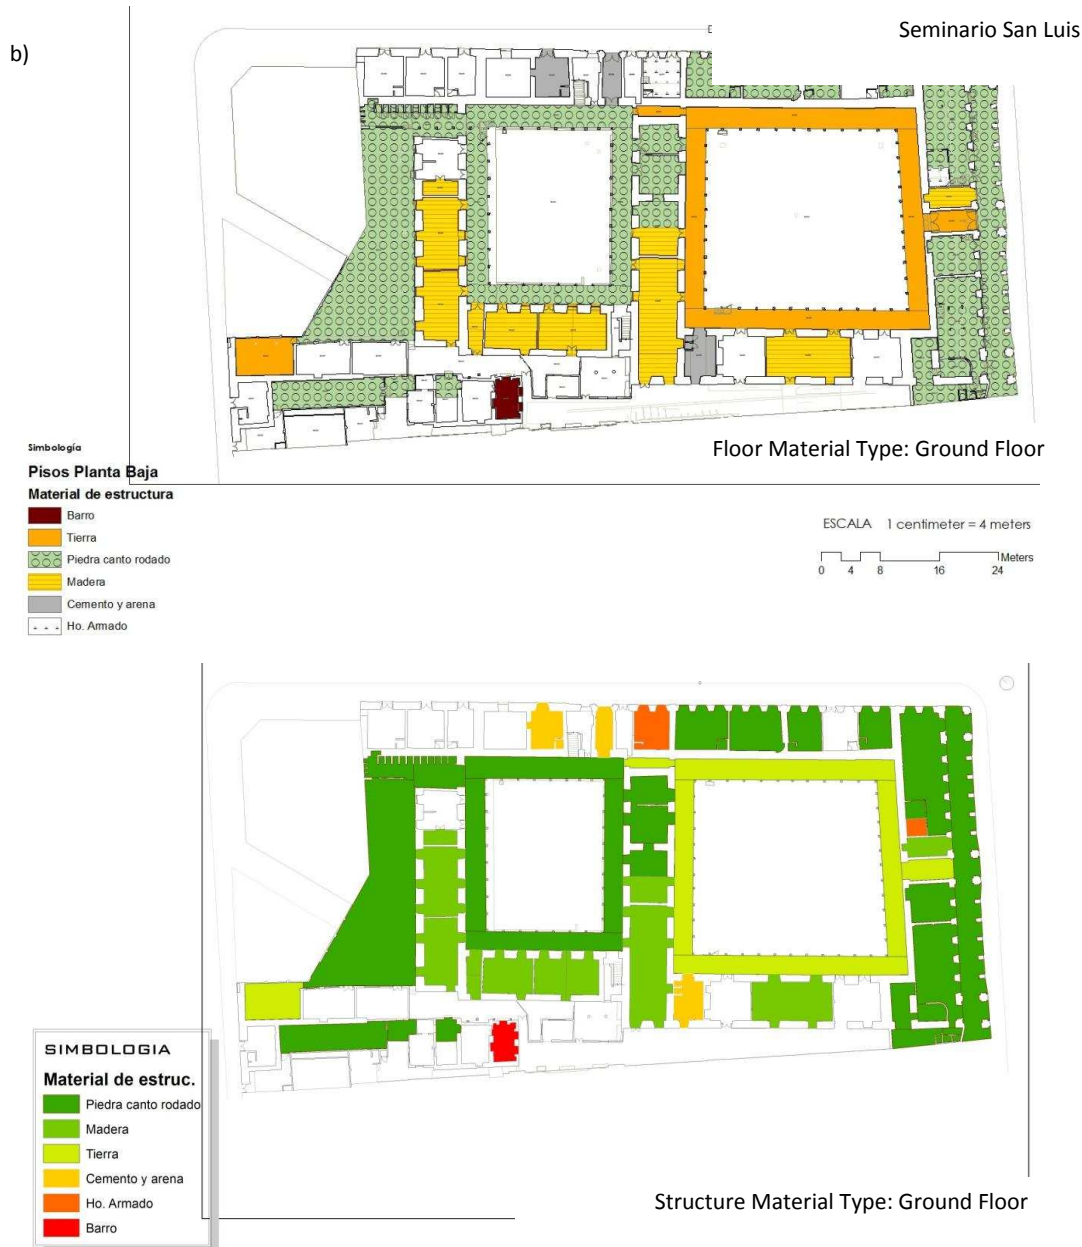 Seminario San Luis
b)
Floor Material Type: Ground Floor
Simbología
Pisos Planta Baja
Material de estructura
Barro
Tierra
Piedra canto rodado
Madera
Cemento y arena
Ho. Armado
ESCALA 1 centimeter = 4 meters
Meters
0 4 8 16 24
SIMBOLOGIA
Material de estruc.
Piedra canto rodado
Madera
Tierra
Cemento y arena
Ho. Armado
Barro
Structure Material Type: Ground Floor